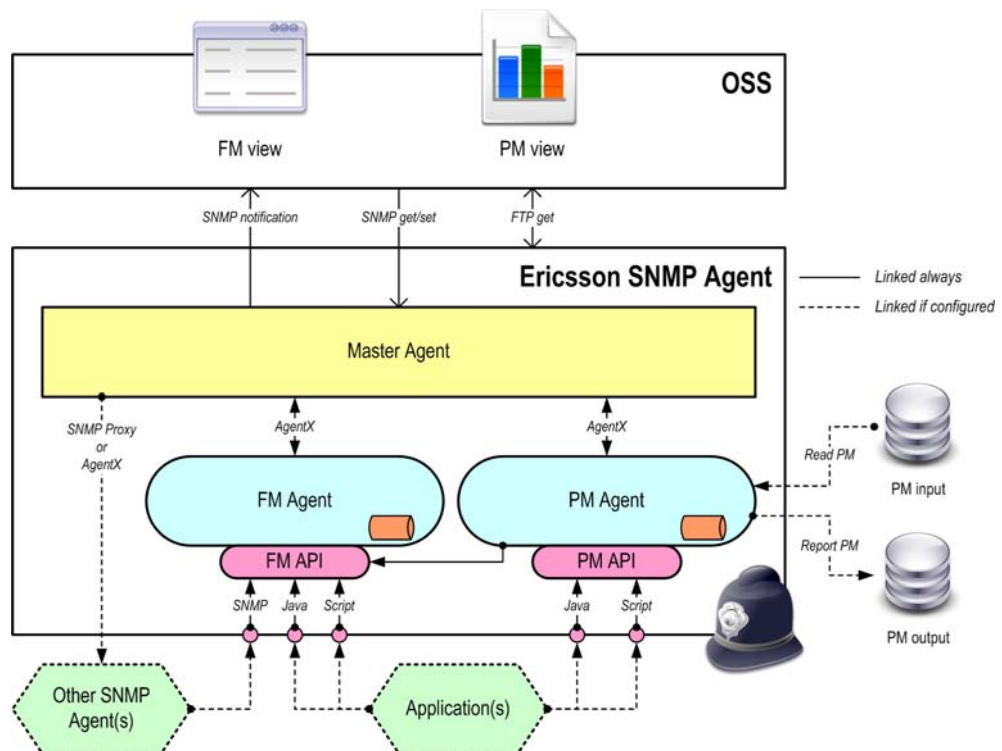 OSS
FM view
PM view
SNMP notification
SNMP get/set
FTP get
Ericsson SNMP Agent
Linked always
Linked if configured
Master Agent
SNMP Proxy
or
AgentX
AgentX
AgentX
Read PM
PM input
FM Agent
PM Agent
Report PM
FM API
PM API
SNMP
Java
Script
Java
Script
PM output
Other SNMP
Agent(s)
Application(s)